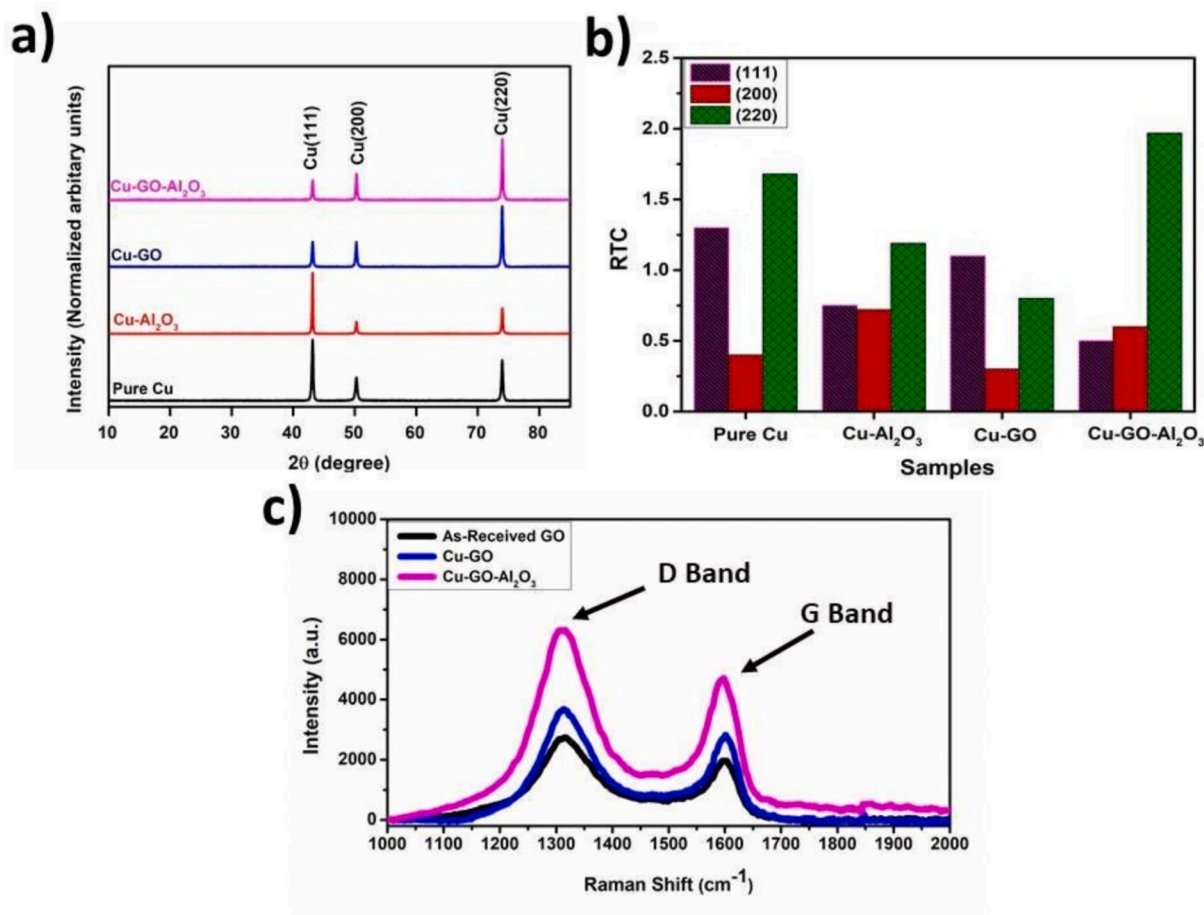 a)
Intensity (Normalized arbitary units)
Cu(111)
Cu(200)
Cu(220)
Cu-GO-Al₂O₃
Cu-GO
Cu-Al₂O₃
Pure Cu
10 20 30 40 50 60 70 80
2θ (degree)
b)
RTC
2.5
2.0
1.5
1.0
0.5
0.0
(111)
(200)
(220)
Pure Cu Cu-Al₂O₃ Cu-GO Cu-GO-Al₂O₃
Samples
c)
Intensity (a.u.)
10000
8000
6000
4000
2000
0
As-Received GO
Cu-GO
Cu-GO-Al₂O₃
D Band
G Band
1000 1100 1200 1300 1400 1500 1600 1700 1800 1900 2000
Raman Shift (cm⁻¹)